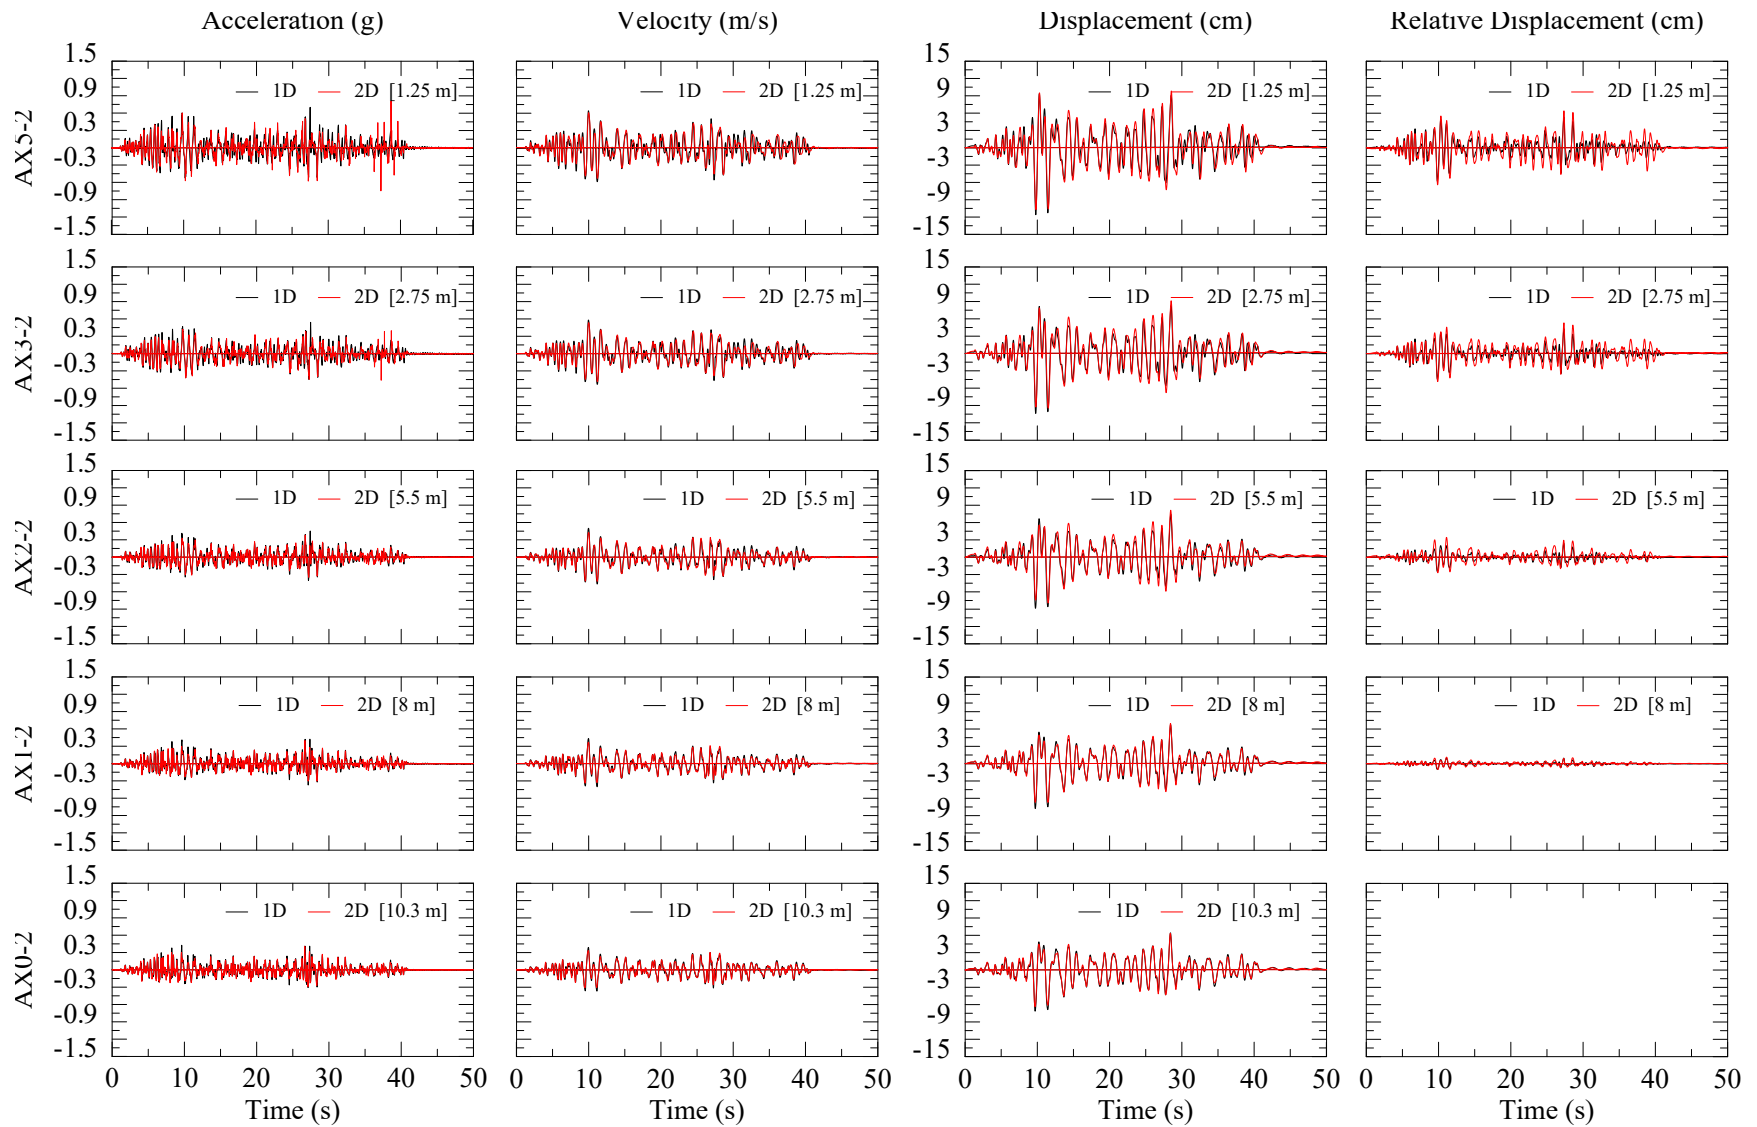 Acceleration (g) Velocity (m/s) Displacement (cm) Relative Displacement (cm)
AX5-2
1.5 0.9 0.3 -0.3 -0.9 -1.5
1D 2D [1.25 m]
1D 2D [1.25 m]
15 9 3 -3 -9 -15
1D 2D [1.25 m]
1D 2D [1.25 m]
AX3-2
1.5 0.9 0.3 -0.3 -0.9 -1.5
1D 2D [2.75 m]
1D 2D [2.75 m]
15 9 3 -3 -9 -15
1D 2D [2.75 m]
1D 2D [2.75 m]
AX2-2
1.5 0.9 0.3 -0.3 -0.9 -1.5
1D 2D [5.5 m]
1D 2D [5.5 m]
15 9 3 -3 -9 -15
1D 2D [5.5 m]
1D 2D [5.5 m]
AX1-2
1.5 0.9 0.3 -0.3 -0.9 -1.5
1D 2D [8 m]
1D 2D [8 m]
15 9 3 -3 -9 -15
1D 2D [8 m]
1D 2D [8 m]
AX0-2
1.5 0.9 0.3 -0.3 -0.9 -1.5
1D 2D [10.3 m]
1D 2D [10.3 m]
15 9 3 -3 -9 -15
1D 2D [10.3 m]
0 10 20 30 40 50 0 10 20 30 40 50 0 10 20 30 40 50 0 10 20 30 40 50
Time (s) Time (s) Time (s) Time (s)